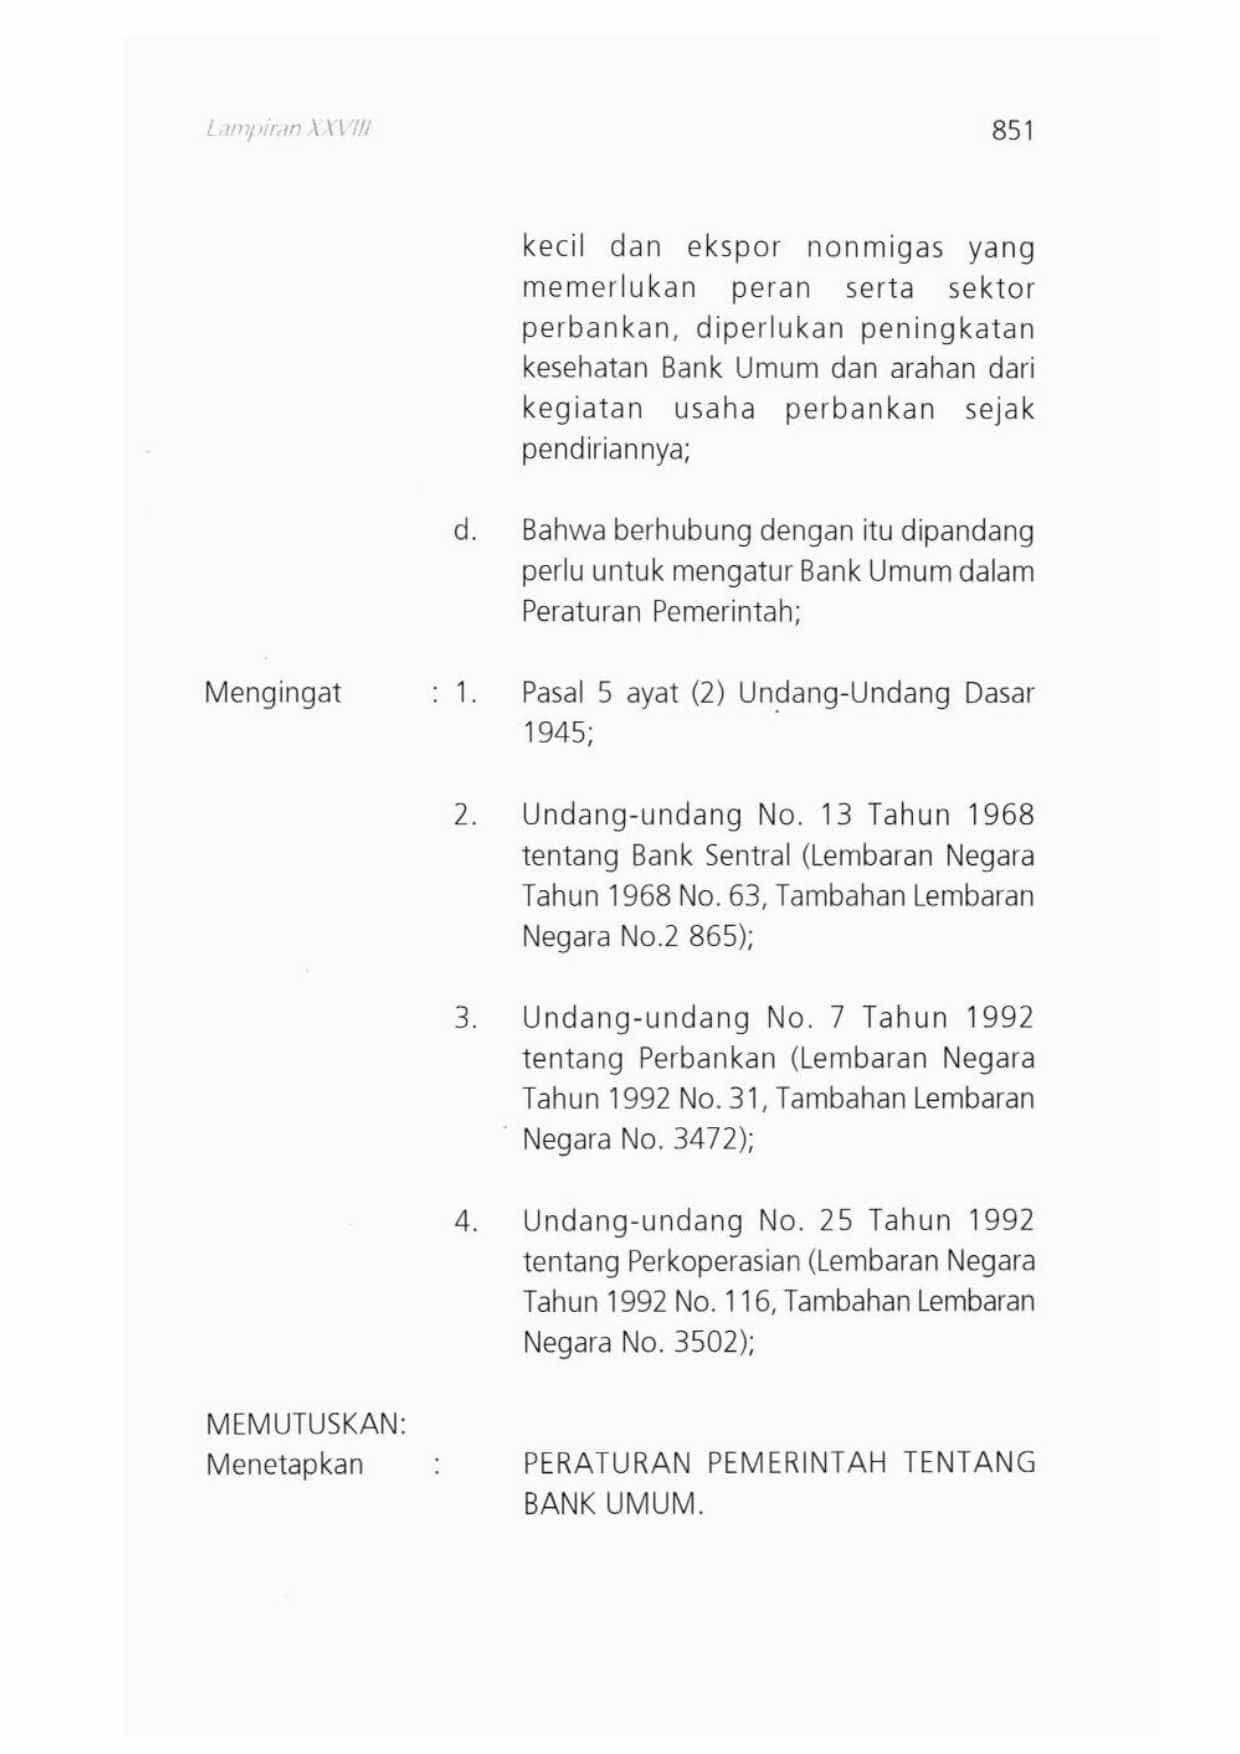 Lampiran XXVIII 851
kecil dan ekspor nonmigas yang
memerlukan peran serta sektor
perbankan, diperlukan peningkatan
kesehatan Bank Umum dan arahan dari
kegiatan usaha perbankan sejak
pendiriannya;
d. Bahwa berhubung dengan itu dipandang
perlu untuk mengatur Bank Umum dalam
Peraturan Pemerintah;
Mengingat : 1. Pasal 5 ayat (2) Undang-Undang Dasar
1945;
2. Undang-undang No. 13 Tahun 1968
tentang Bank Sentral (Lembaran Negara
Tahun 1968 No. 63, Tambahan Lembaran
Negara No.2 865);
3. Undang-undang No. 7 Tahun 1992
tentang Perbankan (Lembaran Negara
Tahun 1992 No. 31, Tambahan Lembaran
Negara No. 3472);
4. Undang-undang No. 25 Tahun 1992
tentang Perkoperasian (Lembaran Negara
Tahun 1992 No. 116, Tambahan Lembaran
Negara No. 3502);
MEMUTUSKAN:
Menetapkan : PERATURAN PEMERINTAH TENTANG
BANK UMUM.